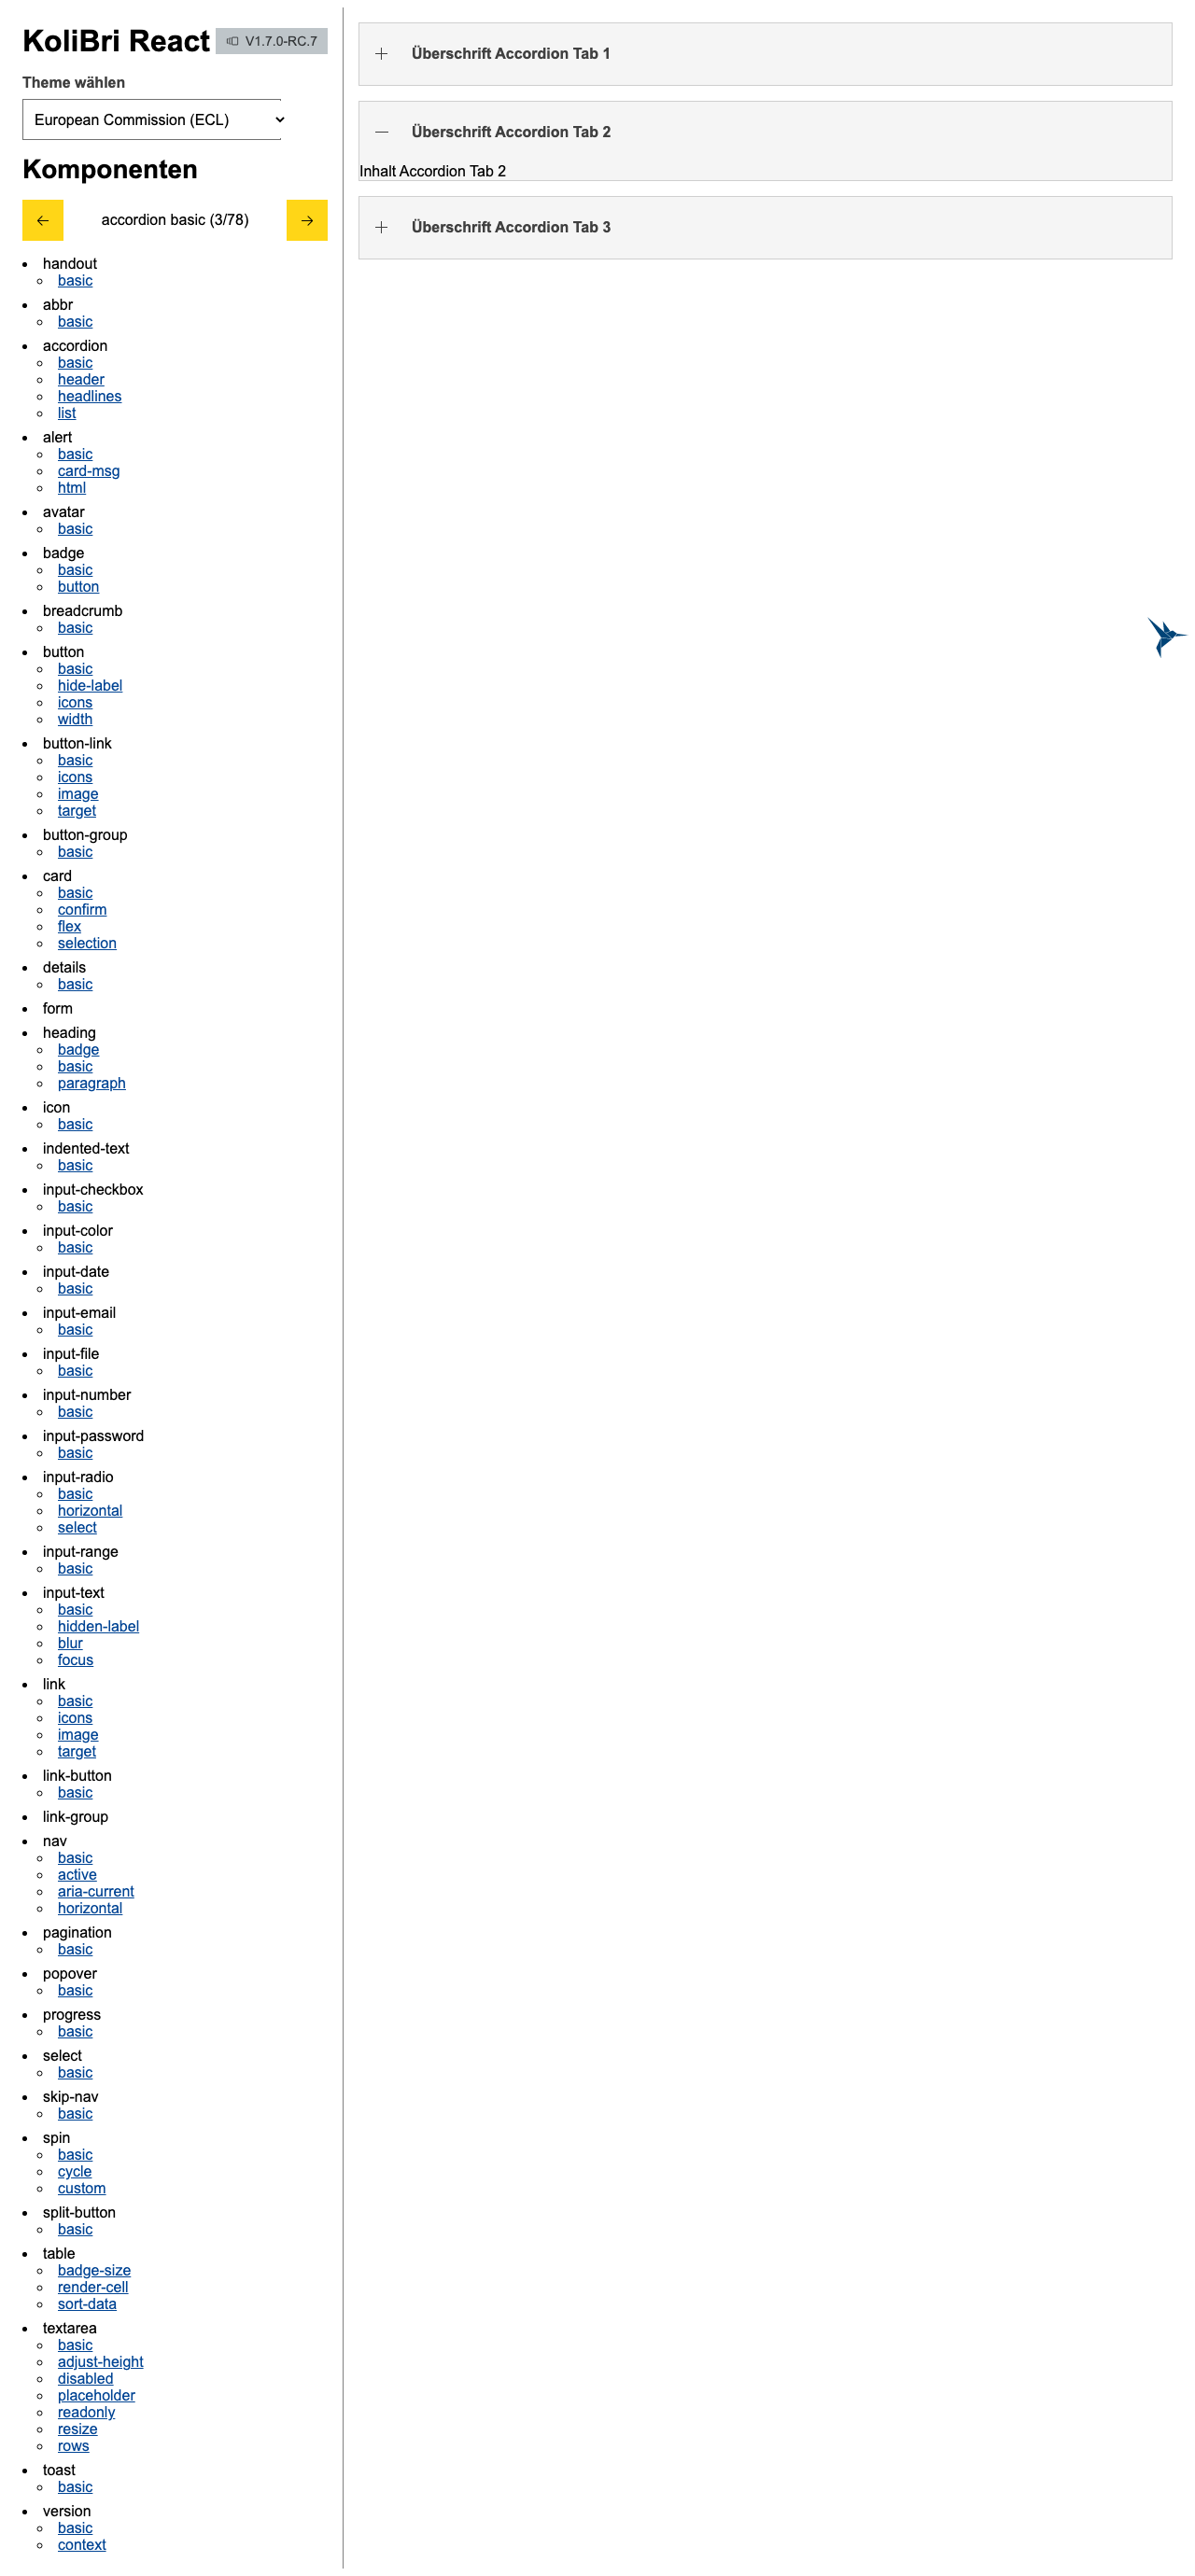 KoliBri React V1.7.0-RC.7
Theme wählen
European Commission (ECL)
Komponenten
accordion basic (3/78)
handout
basic
abbr
basic
accordion
basic
header
headlines
list
alert
basic
card-msg
html
avatar
basic
badge
basic
button
breadcrumb
basic
button
basic
hide-label
icons
width
button-link
basic
icons
image
target
button-group
basic
card
basic
confirm
flex
selection
details
basic
form
heading
badge
basic
paragraph
icon
basic
indented-text
basic
input-checkbox
basic
input-color
basic
input-date
basic
input-email
basic
input-file
basic
input-number
basic
input-password
basic
input-radio
basic
horizontal
select
input-range
basic
input-text
basic
hidden-label
blur
focus
link
basic
icons
image
target
link-button
basic
link-group
nav
basic
active
aria-current
horizontal
pagination
basic
popover
basic
progress
basic
select
basic
skip-nav
basic
spin
basic
cycle
custom
split-button
basic
table
badge-size
render-cell
sort-data
textarea
basic
adjust-height
disabled
placeholder
readonly
resize
rows
toast
basic
version
basic
context
Überschrift Accordion Tab 1
Überschrift Accordion Tab 2
Inhalt Accordion Tab 2
Überschrift Accordion Tab 3